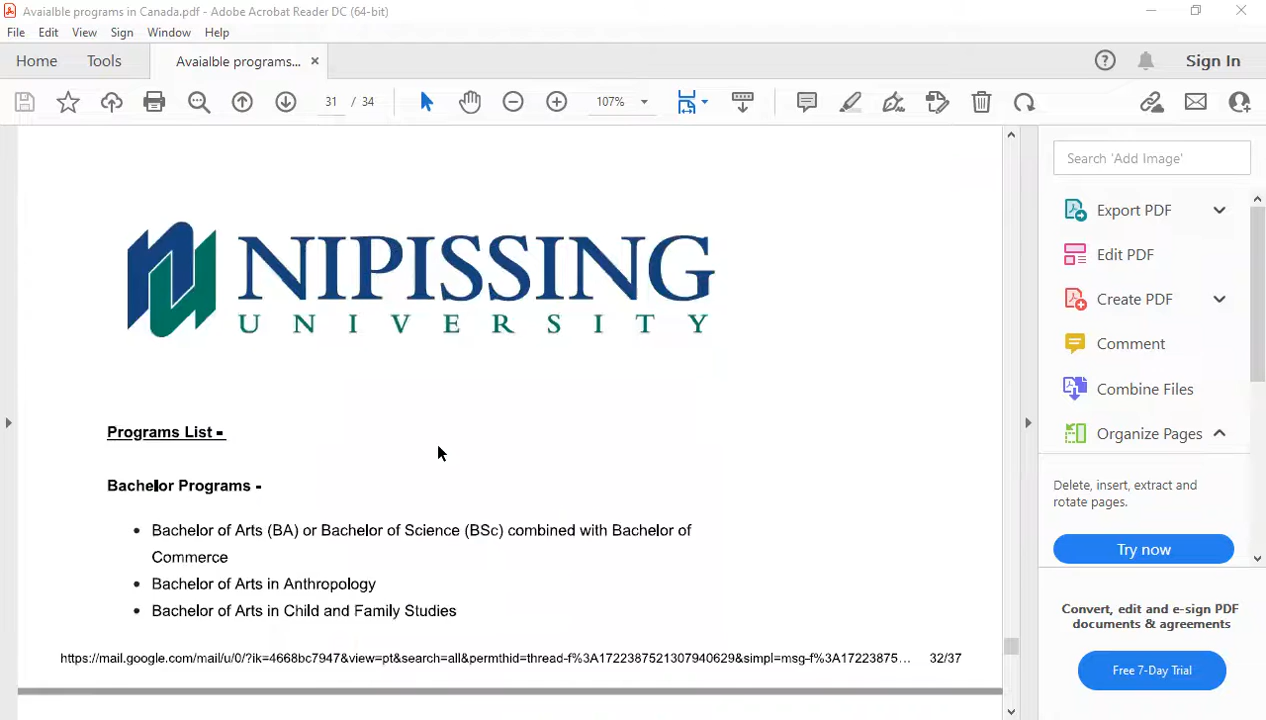 Avaialble programs in Canada.pdf - Adobe Acrobat Reader DC (64-bit)
File Edit View Sign Window Help
Home Tools Avaialble programs... × Sign In
31 / 34 107%
Search 'Add Image'
NIPISSING
UNIVERSITY
Export PDF
Edit PDF
Create PDF
Comment
Combine Files
Organize Pages
Delete, insert, extract and
rotate pages.
Try now
Convert, edit and e-sign PDF
documents & agreements
Free 7-Day Trial
Programs List -
Bachelor Programs -
• Bachelor of Arts (BA) or Bachelor of Science (BSc) combined with Bachelor of
Commerce
• Bachelor of Arts in Anthropology
• Bachelor of Arts in Child and Family Studies
https://mail.google.com/mail/u/0/?ik=4668bc7947&view=pt&search=all&permthid=thread-f%3A1722387521307940629&simpl=msg-f%3A17223875... 32/37